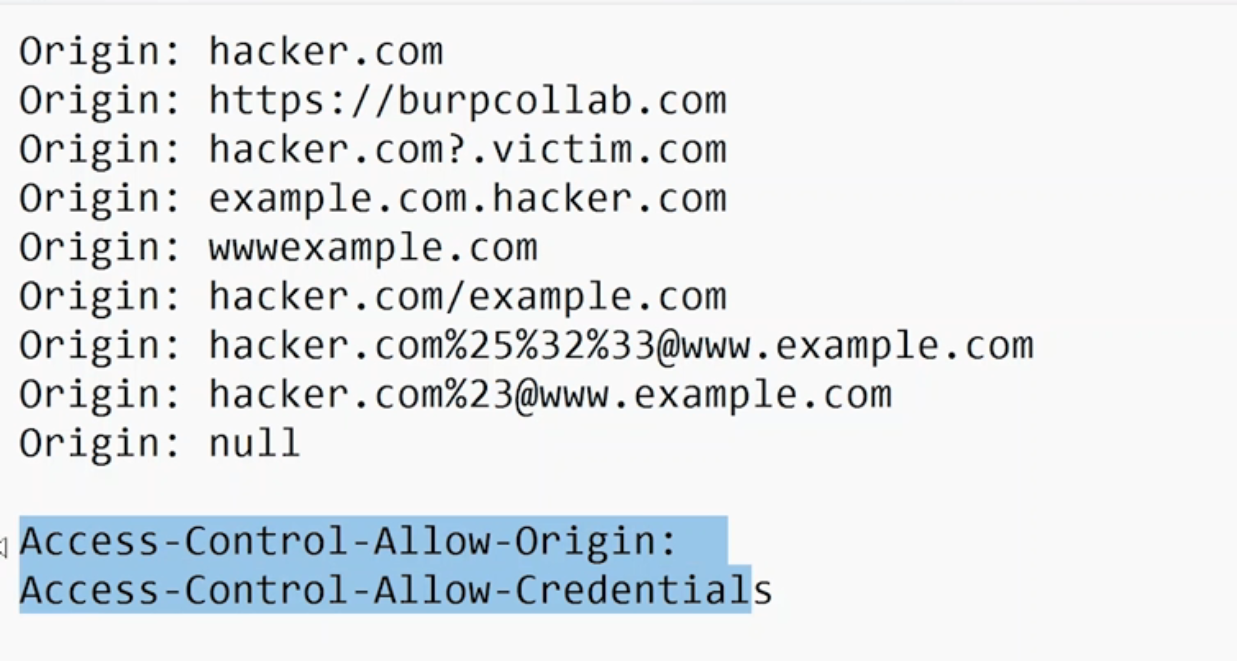 Origin: hacker.com
Origin: https://burpcollab.com
Origin: hacker.com?.victim.com
Origin: example.com.hacker.com
Origin: wwwexample.com
Origin: hacker.com/example.com
Origin: hacker.com%25%32%33@www.example.com
Origin: hacker.com%23@www.example.com
Origin: null
Access-Control-Allow-Origin:
Access-Control-Allow-Credentials